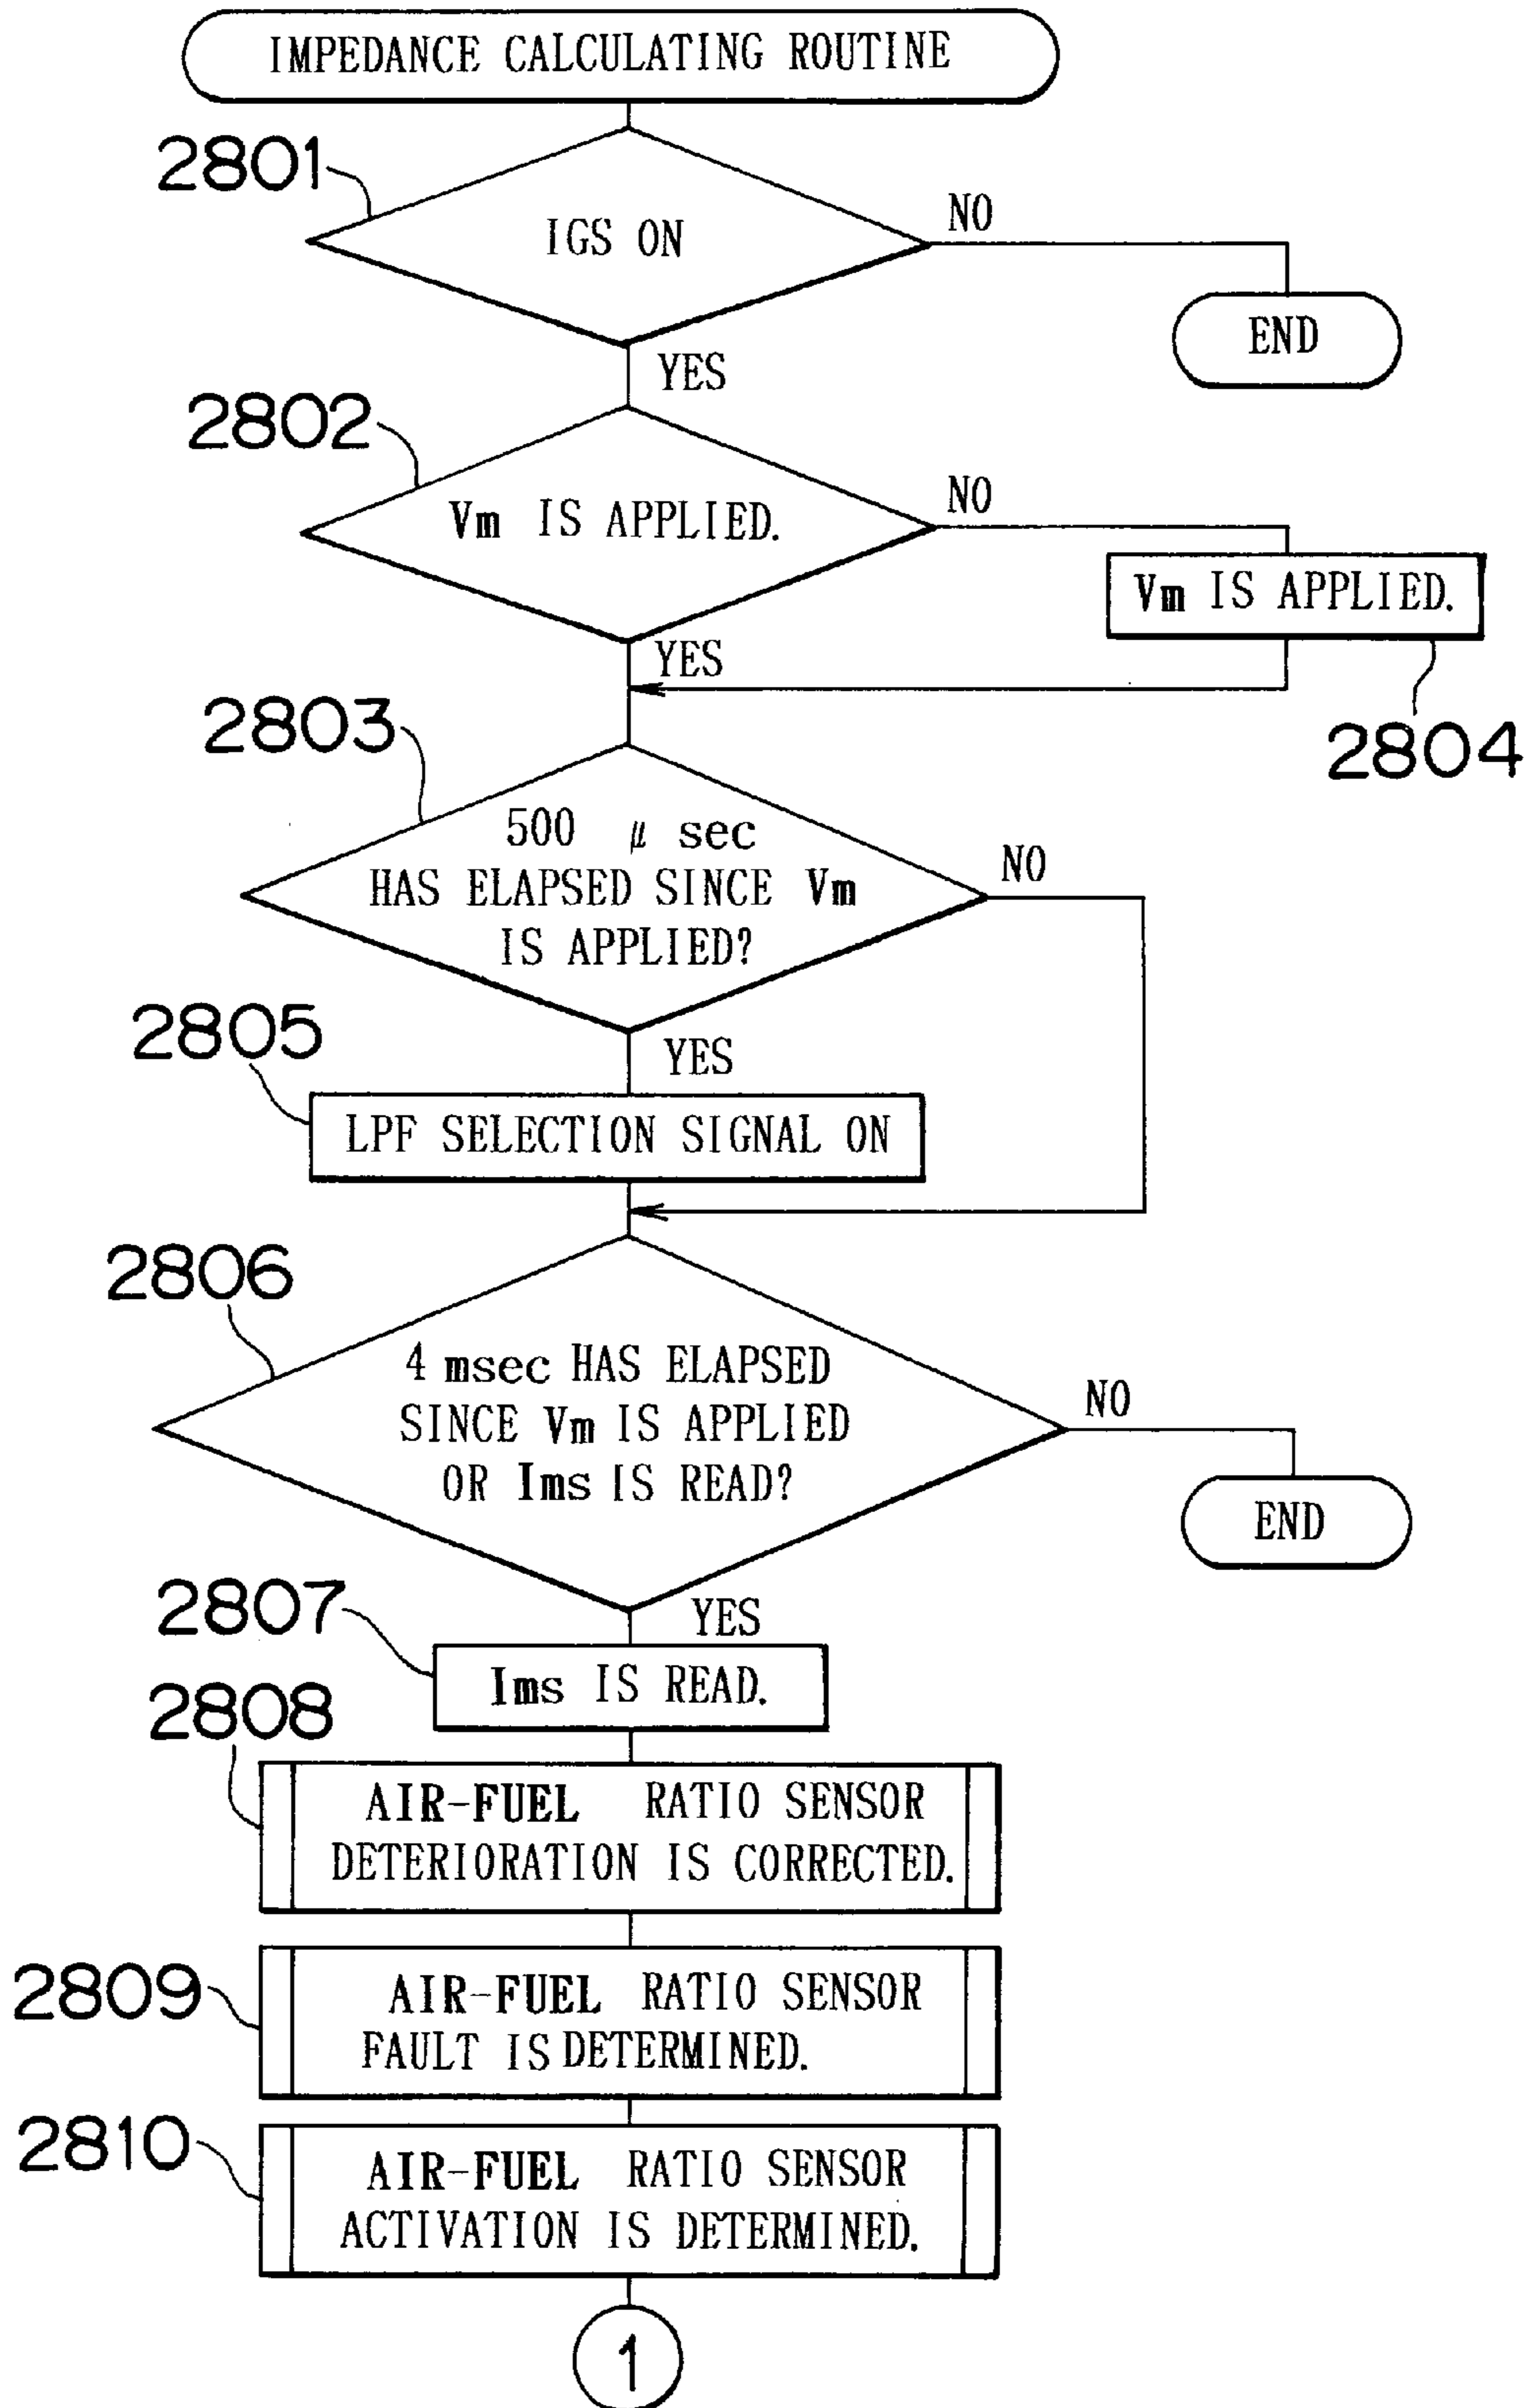 IMPEDANCE CALCULATING ROUTINE
2801
IGS ON
NO
END
YES
2802
Vm IS APPLIED.
NO
Vm IS APPLIED.
2804
YES
2803
500 μ sec
HAS ELAPSED SINCE Vm
IS APPLIED?
NO
YES
2805
LPF SELECTION SIGNAL ON
2806
4 msec HAS ELAPSED
SINCE Vm IS APPLIED
OR Ims IS READ?
NO
END
YES
2807
Ims IS READ.
2808
AIR-FUEL RATIO SENSOR
DETERIORATION IS CORRECTED.
2809
AIR-FUEL RATIO SENSOR
FAULT IS DETERMINED.
2810
AIR-FUEL RATIO SENSOR
ACTIVATION IS DETERMINED.
1